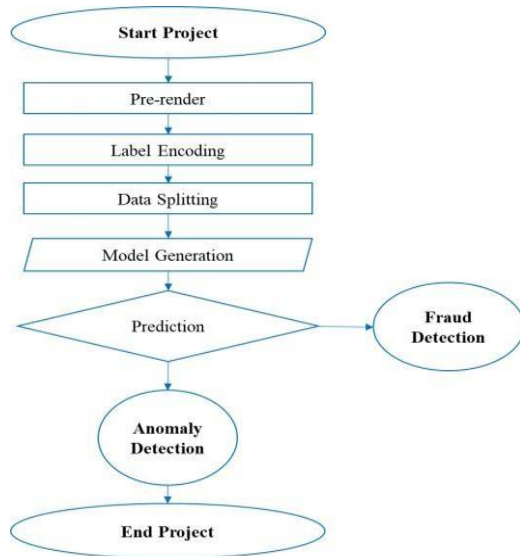 Start Project
Pre-render
Label Encoding
Data Splitting
Model Generation
Prediction
Fraud
Detection
Anomaly
Detection
End Project